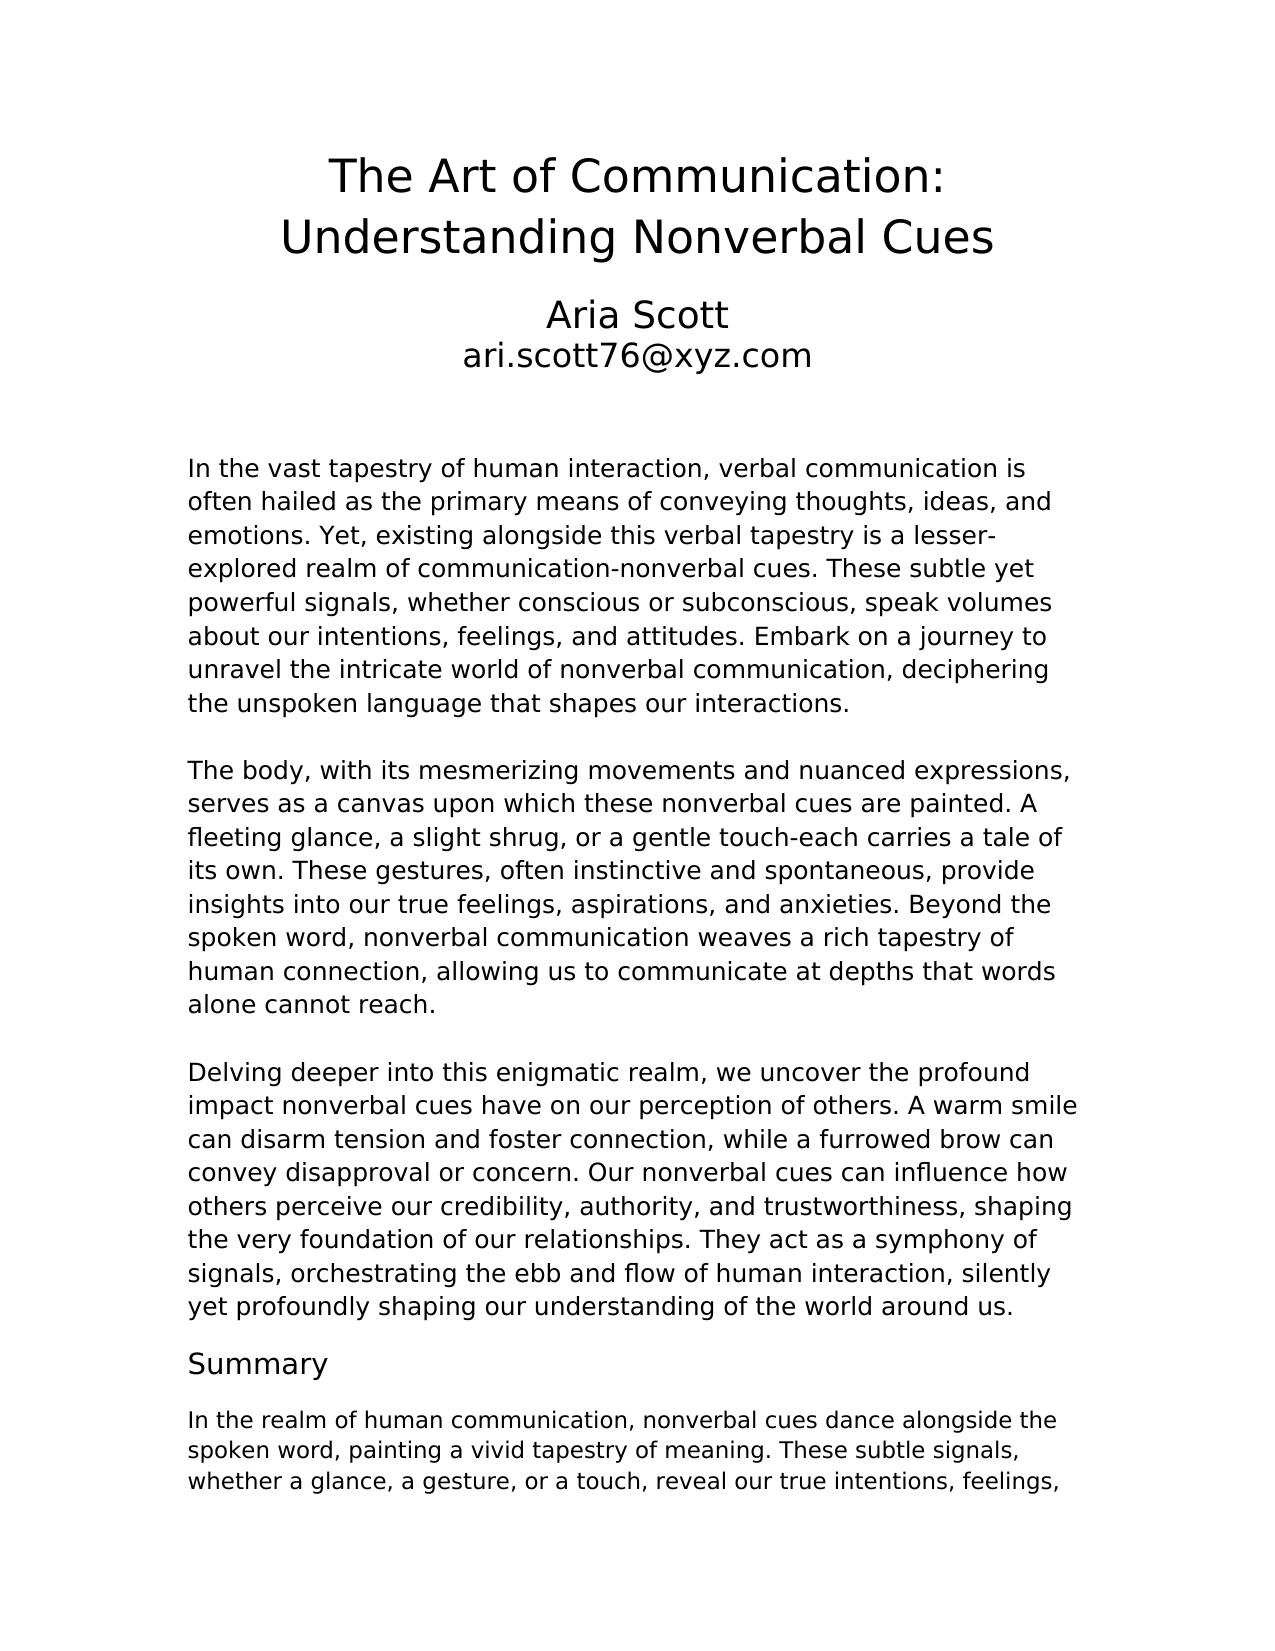 The Art of Communication:
Understanding Nonverbal Cues
Aria Scott
ari.scott76@xyz.com
In the vast tapestry of human interaction, verbal communication is
often hailed as the primary means of conveying thoughts, ideas, and
emotions. Yet, existing alongside this verbal tapestry is a lesser-
explored realm of communication-nonverbal cues. These subtle yet
powerful signals, whether conscious or subconscious, speak volumes
about our intentions, feelings, and attitudes. Embark on a journey to
unravel the intricate world of nonverbal communication, deciphering
the unspoken language that shapes our interactions.
The body, with its mesmerizing movements and nuanced expressions,
serves as a canvas upon which these nonverbal cues are painted. A
fleeting glance, a slight shrug, or a gentle touch-each carries a tale of
its own. These gestures, often instinctive and spontaneous, provide
insights into our true feelings, aspirations, and anxieties. Beyond the
spoken word, nonverbal communication weaves a rich tapestry of
human connection, allowing us to communicate at depths that words
alone cannot reach.
Delving deeper into this enigmatic realm, we uncover the profound
impact nonverbal cues have on our perception of others. A warm smile
can disarm tension and foster connection, while a furrowed brow can
convey disapproval or concern. Our nonverbal cues can influence how
others perceive our credibility, authority, and trustworthiness, shaping
the very foundation of our relationships. They act as a symphony of
signals, orchestrating the ebb and flow of human interaction, silently
yet profoundly shaping our understanding of the world around us.
Summary
In the realm of human communication, nonverbal cues dance alongside the
spoken word, painting a vivid tapestry of meaning. These subtle signals,
whether a glance, a gesture, or a touch, reveal our true intentions, feelings,